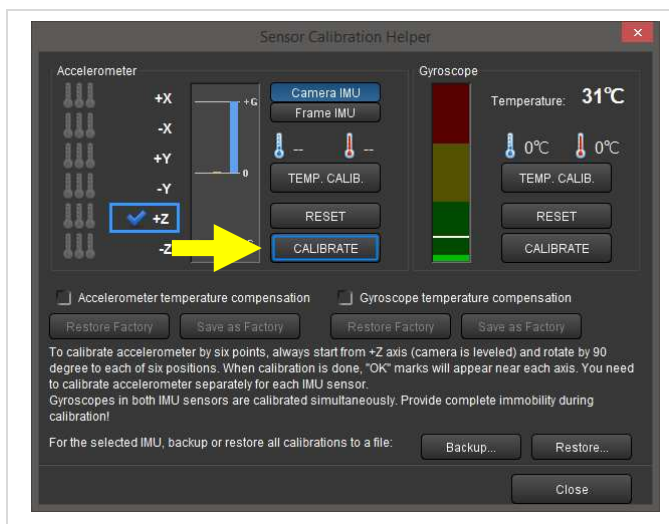 Sensor Calibration Helper
Accelerometer
+X
-X
+Y
-Y
+Z
-Z
+G
0
Camera IMU
Frame IMU
-- --
TEMP. CALIB.
RESET
CALIBRATE
Gyroscope
Temperature: 31°C
0°C 0°C
TEMP. CALIB.
RESET
CALIBRATE
Accelerometer temperature compensation
Gyroscope temperature compensation
Restore Factory
Save as Factory
Restore Factory
Save as Factory
To calibrate accelerometer by six points, always start from +Z axis (camera is leveled) and rotate by 90
degree to each of six positions. When calibration is done, "OK" marks will appear near each axis. You need
to calibrate accelerometer separately for each IMU sensor.
Gyroscopes in both IMU sensors are calibrated simultaneously. Provide complete immobility during
calibration!
For the selected IMU, backup or restore all calibrations to a file:
Backup...
Restore...
Close